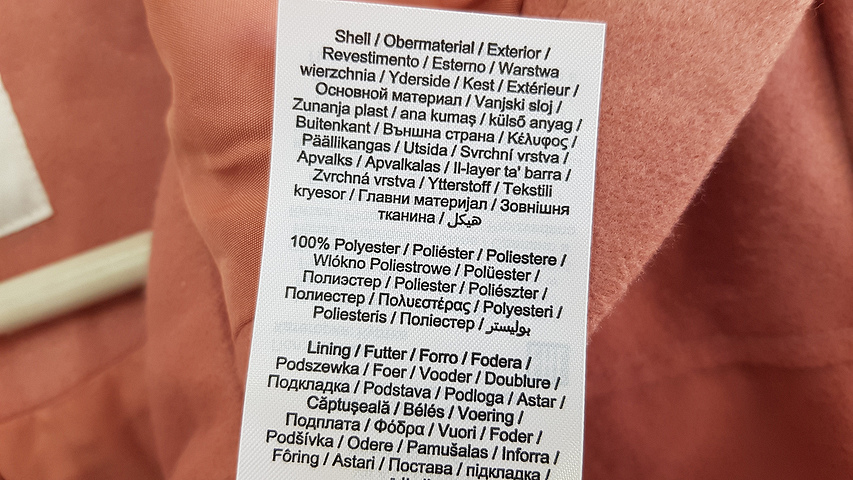 Shell / Obermaterial / Exterior /
Revestimento / Esterno / Warstwa
wierzchnia / Yderside / Kest / Extérieur /
Основной материал / Vanjski sloj /
Zunanja plast / ana kumaş / külső anyag /
Buitenkant / Външна страна / Κέλυφος /
Päällikangas / Utsida / Svrchní vrstva /
Apvalks / Apvalkalas / Il-layer ta' barra /
Zvrchná vrstva / Ytterstoff / Tekstili
kryesor / Главни материјал / Зовнішня
тканина / هيكل
100% Polyester / Poliéster / Poliestere /
Włókno Poliestrowe / Polüester /
Полиэстер / Poliester / Poliészter /
Полиестер / Πολυεστέρας / Polyesteri /
Poliesteris / Поліестер / بوليستر
Lining / Futter / Forro / Fodera /
Podszewka / Foer / Vooder / Doublure /
Подкладка / Podstava / Podloga / Astar /
Căptușeală / Bélés / Voering /
Подплата / Φόδρα / Vuori / Foder /
Podšívka / Odere / Pamušalas / Inforra /
Fôring / Astari / Постава / підкладка /